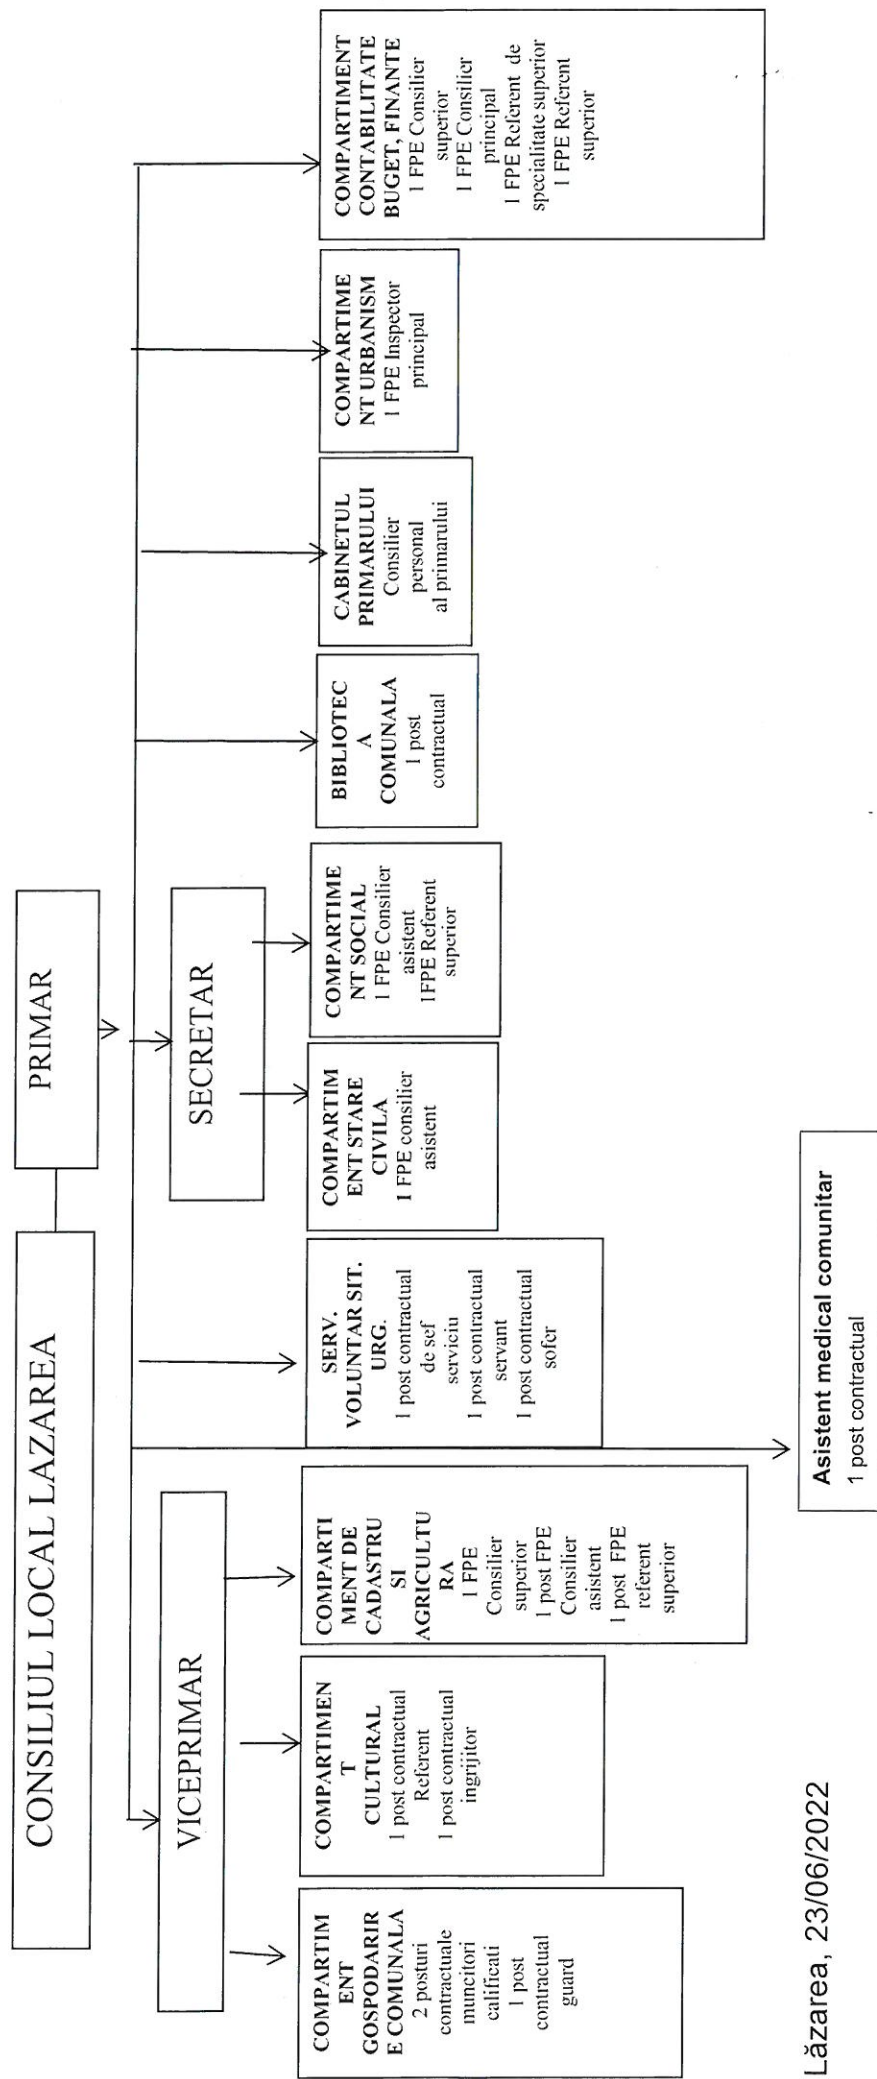 CONSILIUL LOCAL LAZAREA
PRIMAR
VICEPRIMAR
SECRETAR
COMPARTIM
ENT
GOSPODARIR
E COMUNALA
2 posturi
contractuale
muncitori
calificati
1 post
contractual
guard
COMPARTIMEN
T
CULTURAL
1 post contractual
Referent
1 post contractual
ingrijitor
COMPARTI
MENT DE
CADASTRU
SI
AGRICULTU
RA
1 FPE
Consilier
superior
1 post FPE
Consilier
asistent
1 post FPE
referent
superior
SERV.
VOLUNTAR SIT.
URG.
1 post contractual
de sef
serviciu
1 post contractual
servant
1 post contractual
sofer
COMPARTIM
ENT STARE
CIVILA
1 FPE consilier
asistent
COMPARTIME
NT SOCIAL
1 FPE Consilier
asistent
1FPE Referent
superior
BIBLIOTEC
A
COMUNALA
1 post
contractual
CABINETUL
PRIMARULUI
Consilier
personal
al primarului
COMPARTIME
NT URBANISM
1 FPE Inspector
principal
COMPARTIMENT
CONTABILITATE
BUGET, FINANTE
1 FPE Consilier
superior
1 FPE Consilier
principal
1 FPE Referent de
specialitate superior
1 FPE Referent
superior
Asistent medical comunitar
1 post contractual
Lăzarea, 23/06/2022